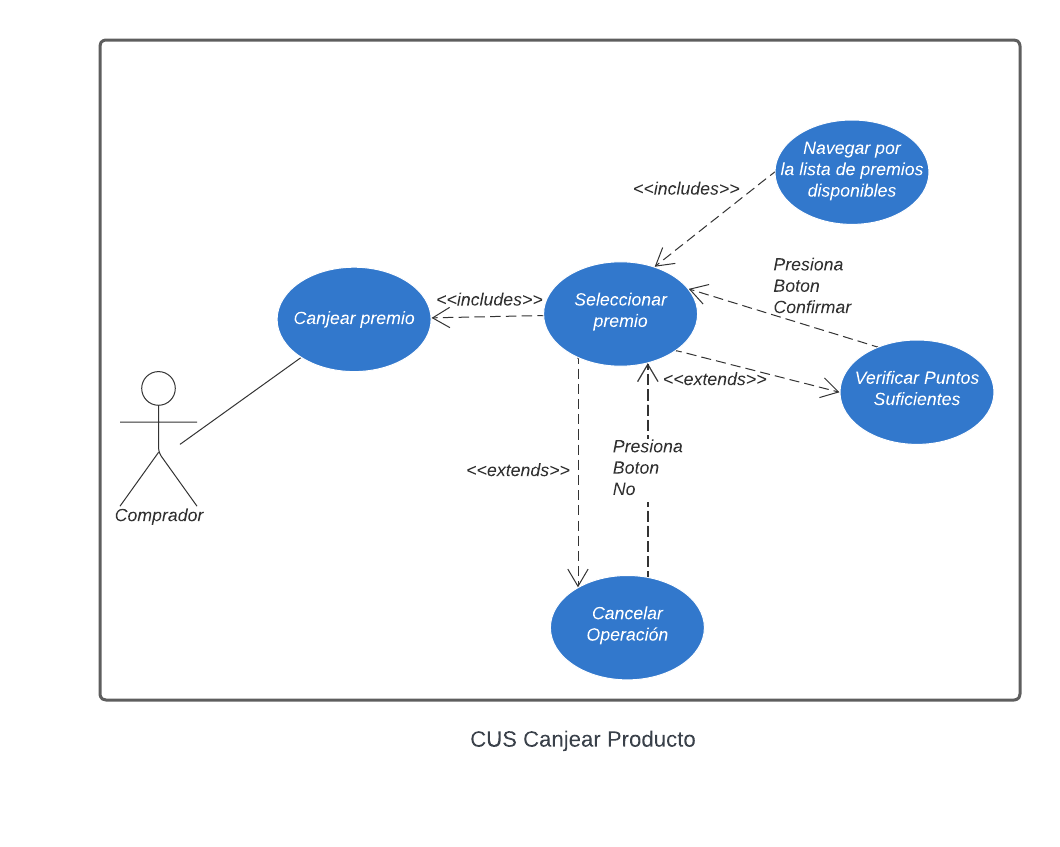 Navegar por
la lista de premios
disponibles
<<includes>>
Presiona
Boton
Confirmar
<<includes>>
Seleccionar
premio
Canjear premio
<<extends>>
Verificar Puntos
Suficientes
Presiona
Boton
No
<<extends>>
Comprador
Cancelar
Operación
CUS Canjear Producto